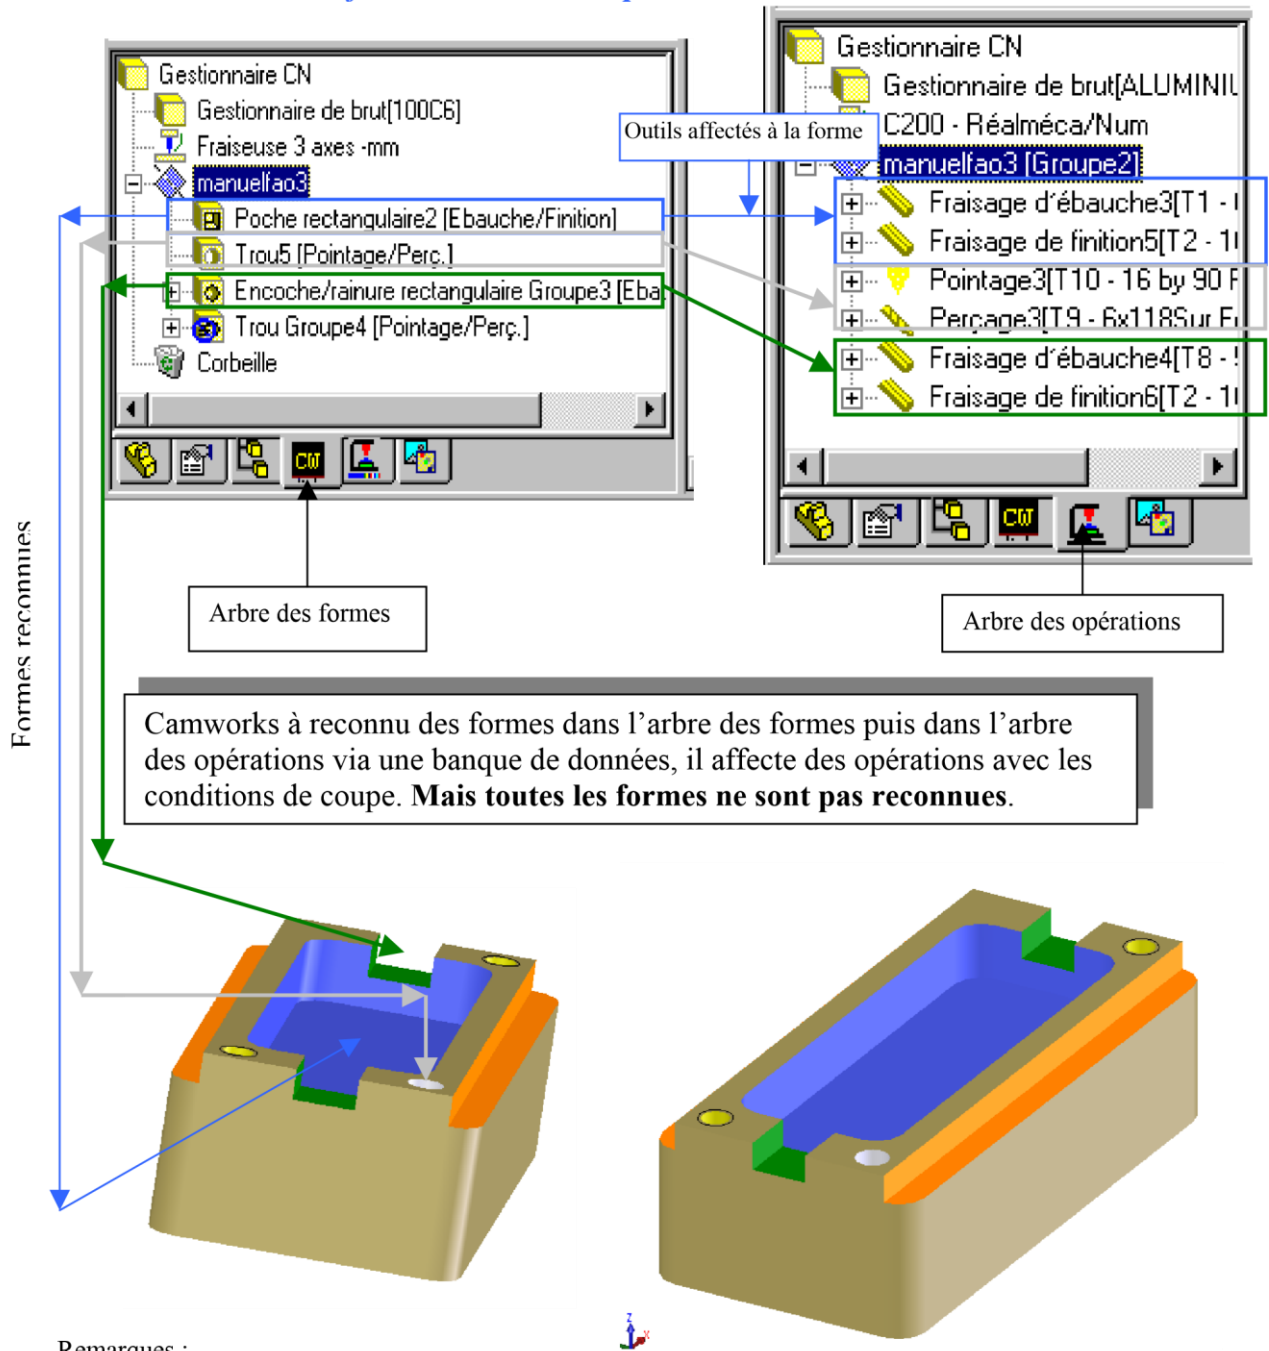 Gestionnaire CN
Gestionnaire de brut[100C6]
Fraiseuse 3 axes -mm
manuelfao3
Poche rectangulaire2 [Ebauche/Finition]
Trou5 [Pointage/Perç.]
Encoche/rainure rectangulaire Groupe3 [Eba
Trou Groupe4 [Pointage/Perç.]
Corbeille
CW
Outils affectés à la forme
Gestionnaire CN
Gestionnaire de brut[ALUMINIU
C200 - Réalméca/Num
manuelfao3 [Groupe2]
Fraisage d'ébauche3[T1 -
Fraisage de finition5[T2 - 1
Pointage3[T10 - 16 by 90
Perçage3[T9 - 6x118Sur
Fraisage d'ébauche4[T8 -
Fraisage de finition6[T2 - 1
CW
Arbre des formes
Arbre des opérations
Formes reconnues
Camworks à reconnu des formes dans l'arbre des formes puis dans l'arbre
des opérations via une banque de données, il affecte des opérations avec les
conditions de coupe. Mais toutes les formes ne sont pas reconnues.
Z
X
Remarques :